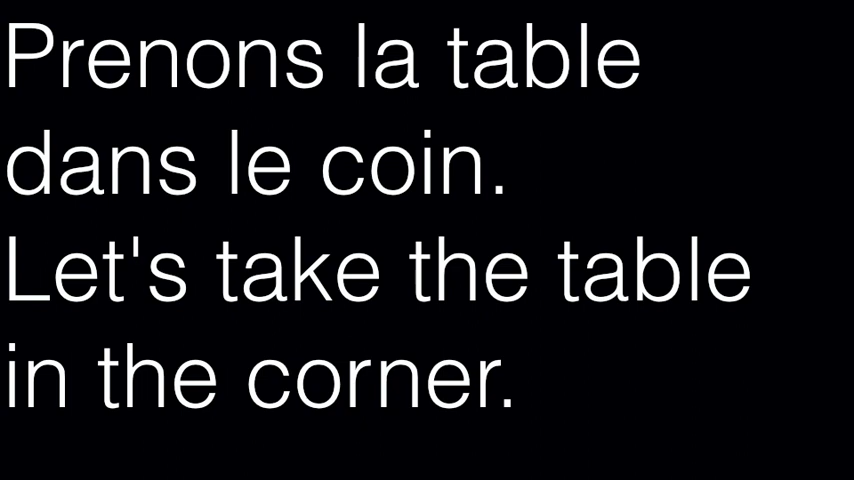 Prenons la table
dans le coin.
Let's take the table
in the corner.